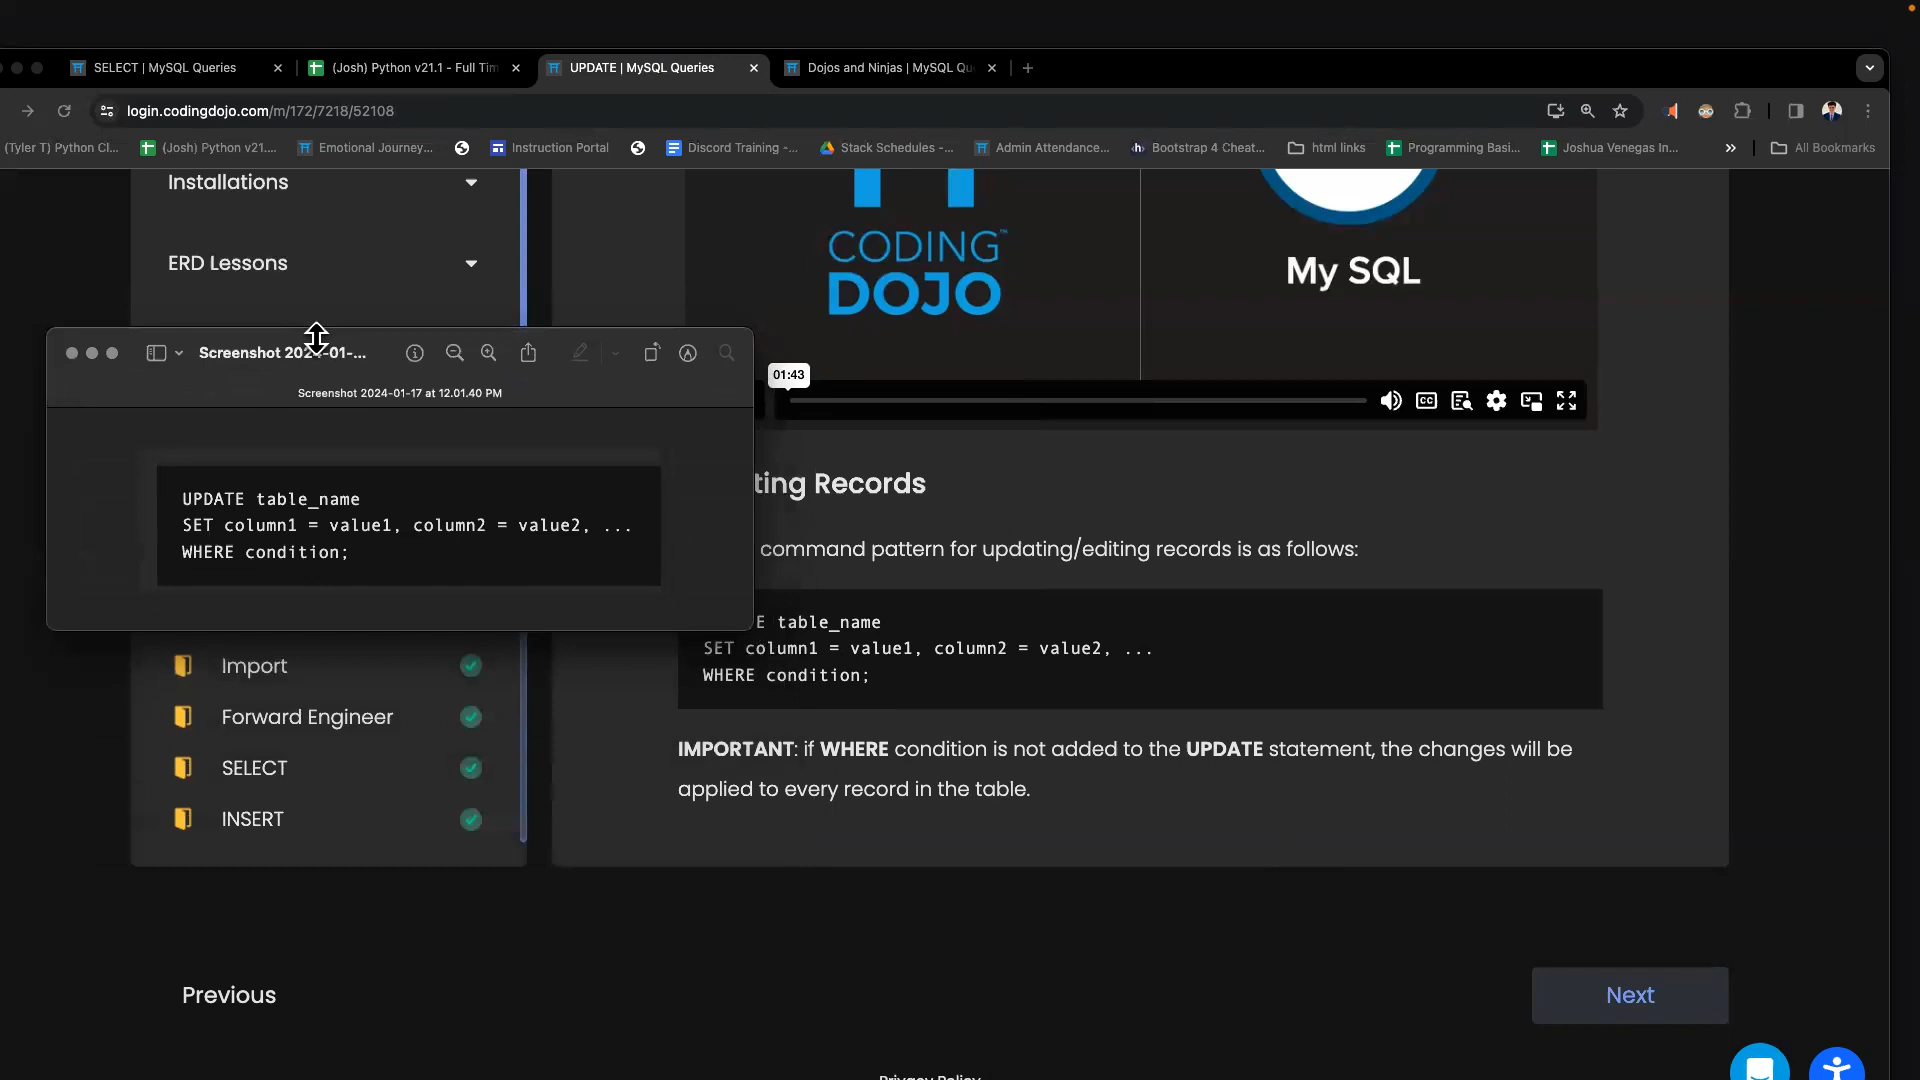 SELECT | MySQL Queries
(Josh) Python v21.1 - Full Tim
UPDATE | MySQL Queries
Dojos and Ninjas | MySQL Qu
login.codingdojo.com/m/172/7218/52108
(Tyler T) Python Cl...
(Josh) Python v21....
Emotional Journey...
Instruction Portal
Discord Training -...
Stack Schedules -...
Admin Attendance...
Bootstrap 4 Cheat...
html links
Programming Basi...
Joshua Venegas In...
All Bookmarks
Installations
ERD Lessons
CODING
DOJO
My SQL
01:43
CC
Screenshot 2024-01-...
Screenshot 2024-01-17 at 12.01.40 PM
UPDATE table_name
SET column1 = value1, column2 = value2, ...
WHERE condition;
ting Records
command pattern for updating/editing records is as follows:
E table_name
SET column1 = value1, column2 = value2, ...
WHERE condition;
IMPORTANT: if WHERE condition is not added to the UPDATE statement, the changes will be
applied to every record in the table.
Import
Forward Engineer
SELECT
INSERT
Previous
Next
Privacy Policy